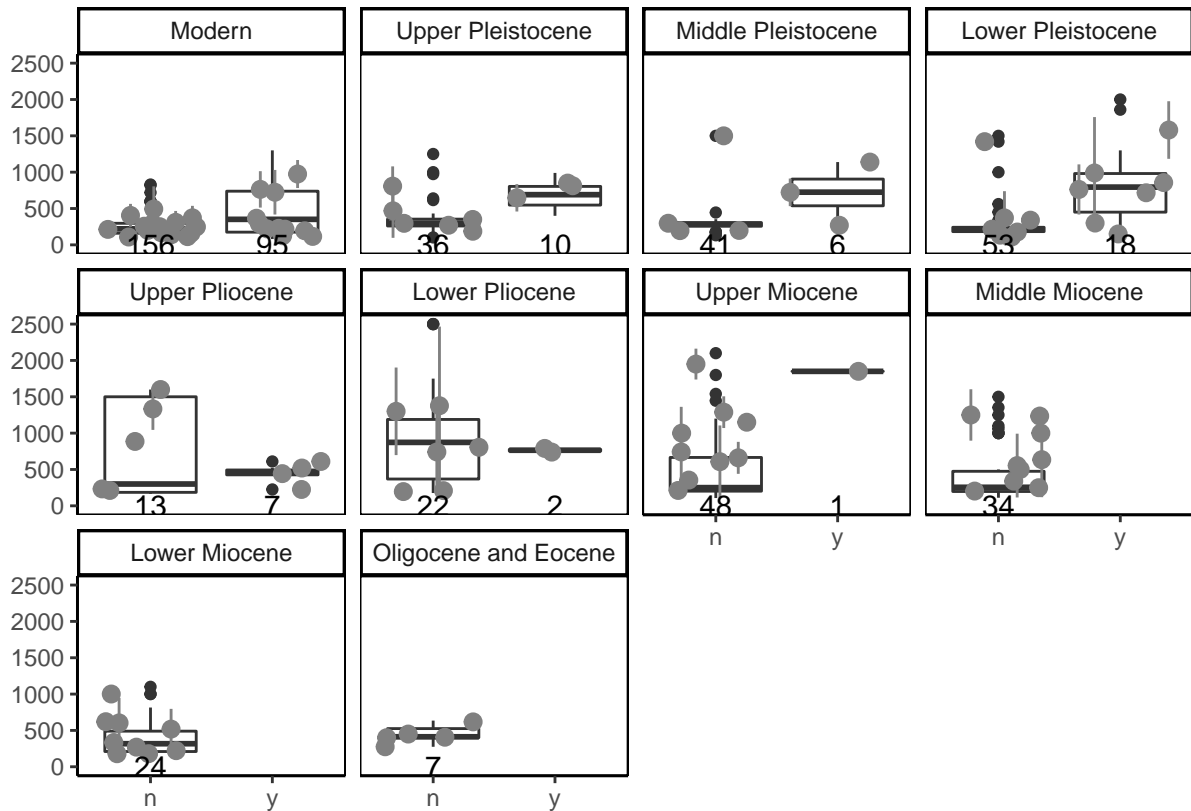 Modern Upper Pleistocene Middle Pleistocene Lower Pleistocene
2500
2000
1500
1000
500
0
156 95 36 10 41 6 53 18
Upper Pliocene Lower Pliocene Upper Miocene Middle Miocene
2500
2000
1500
1000
500
0
13 7 22 2 48 1 34
n y n y
Lower Miocene Oligocene and Eocene
2500
2000
1500
1000
500
0
24 7
n y n y